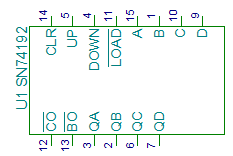 14 5 4 11 15 1 10 9
CLR UP DOWN LOAD A B C D
U1 SN74192
CO BO QA QB QC QD
12 13 3 2 6 7